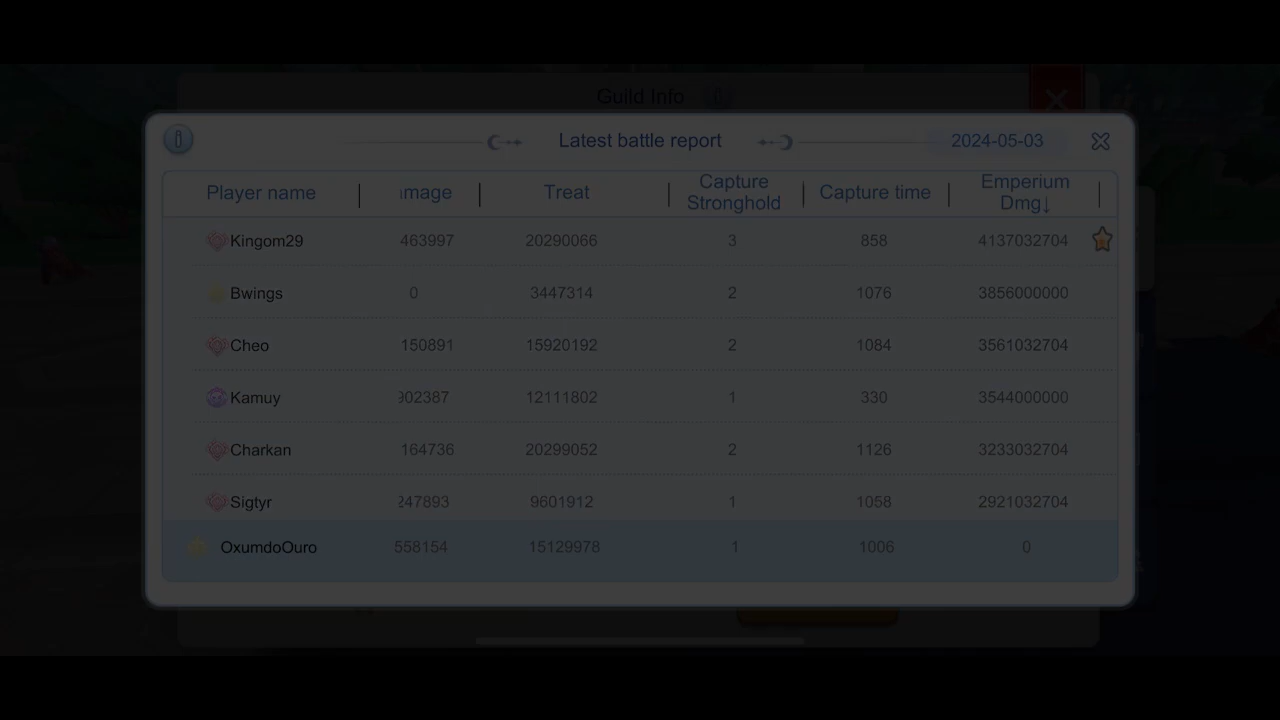 Guild Info
Latest battle report 2024-05-03
Player name mage Treat Capture Stronghold Capture time Emperium Dmg↓
Kingom29 463997 20290066 3 858 4137032704
Bwings 0 3447314 2 1076 3856000000
Cheo 150891 15920192 2 1084 3561032704
Kamuy 902387 12111802 1 330 3544000000
Charkan 164736 20299052 2 1126 3233032704
Sigtyr 247893 9601912 1 1058 2921032704
OxumdoOuro 558154 15129978 1 1006 0